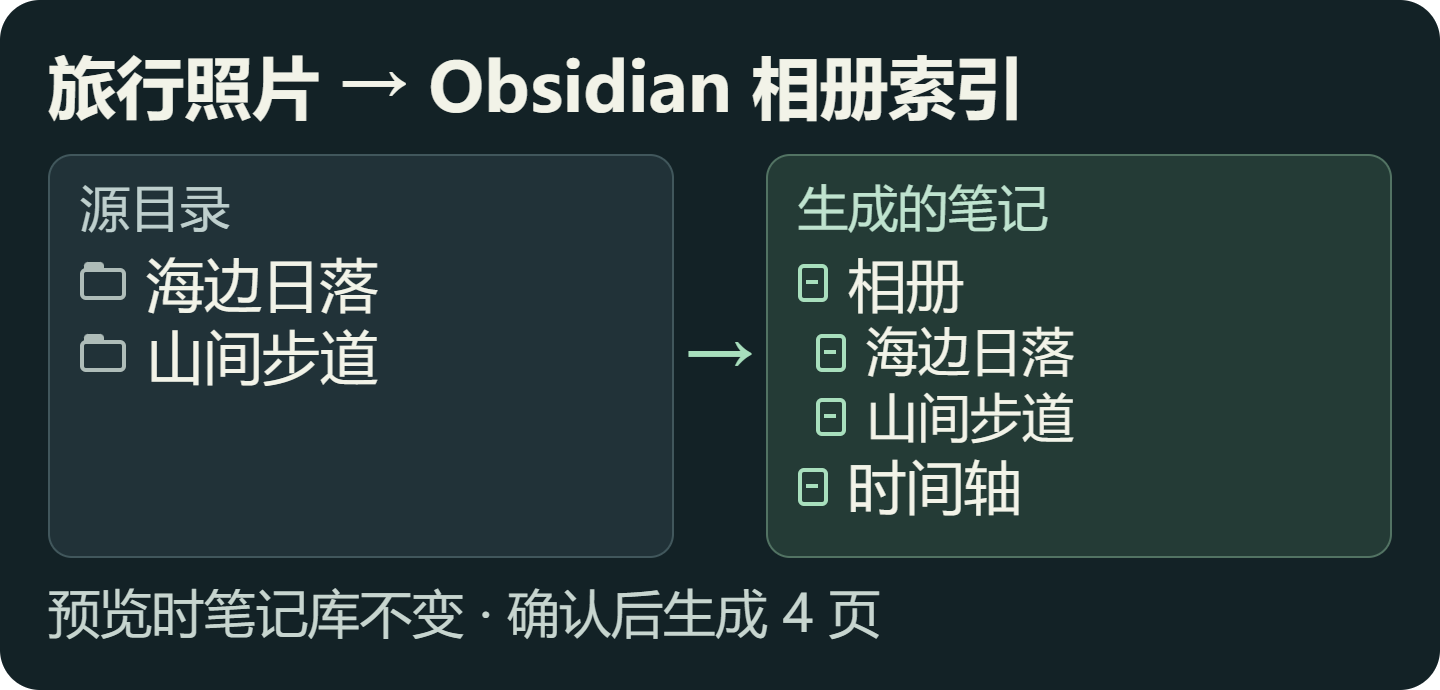 旅行照片 → Obsidian 相册索引
源目录
海边日落
山间步道
→
生成的笔记
相册
海边日落
山间步道
时间轴
预览时笔记库不变 · 确认后生成 4 页